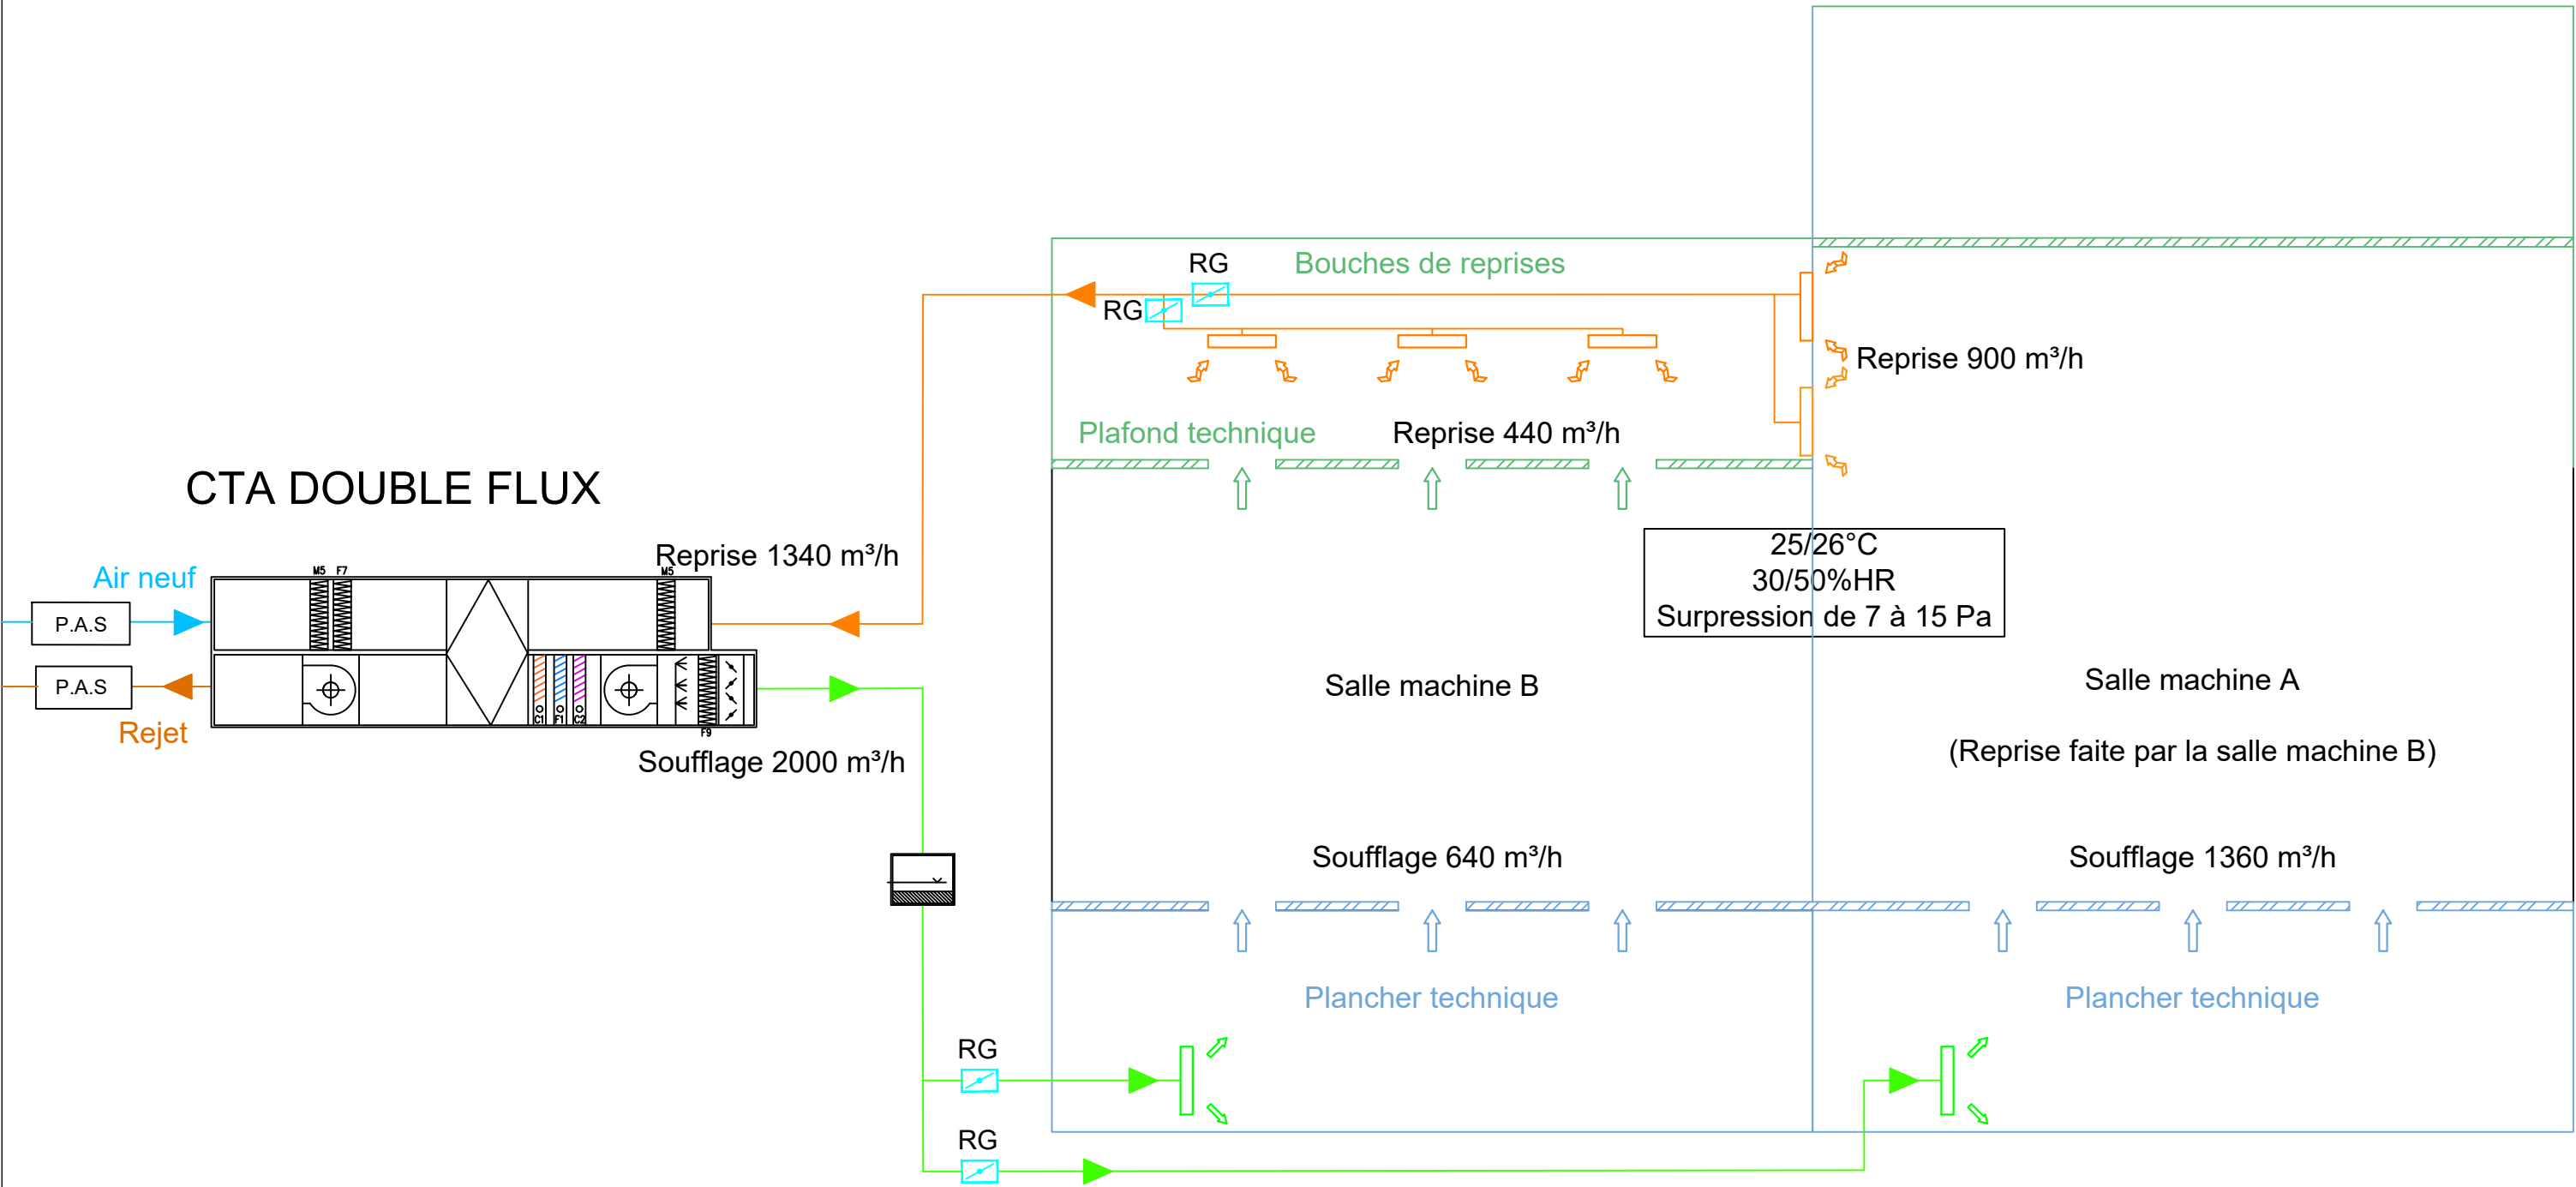 RG
Bouches de reprises
RG
Reprise 900 m³/h
Plafond technique
Reprise 440 m³/h
CTA DOUBLE FLUX
25/26°C
30/50%HR
Surpression de 7 à 15 Pa
Reprise 1340 m³/h
Air neuf
M5 F7
M5
P.A.S
P.A.S
Rejet
C1 F1 C2
F9
Soufflage 2000 m³/h
Salle machine B
Salle machine A
(Reprise faite par la salle machine B)
Soufflage 640 m³/h
Soufflage 1360 m³/h
Plancher technique
Plancher technique
RG
RG